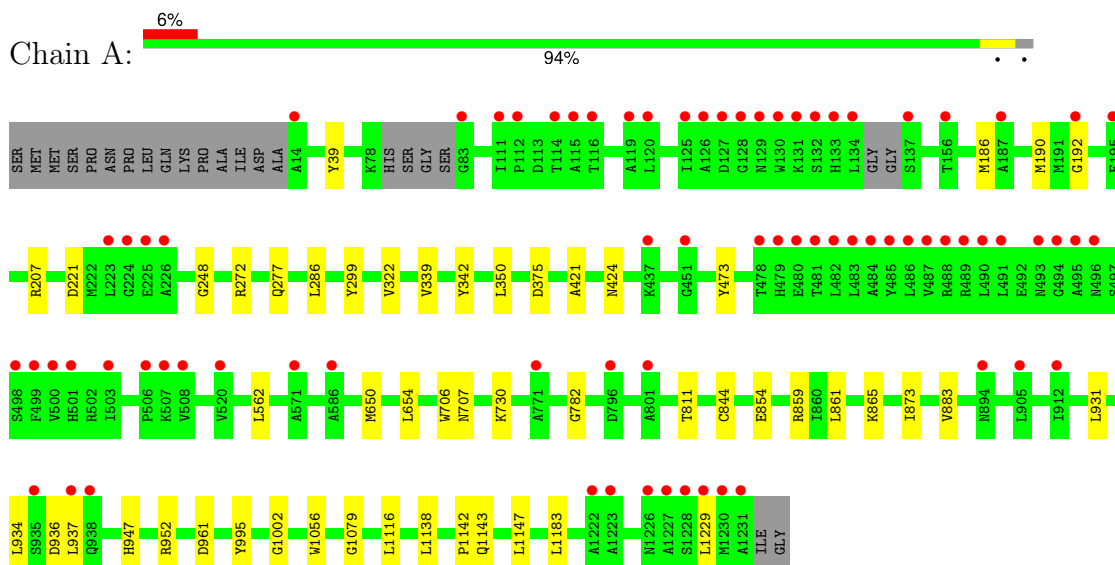 6%
Chain A:
94%
SER MET MET SER PRO ASN PRO LEU GLN LYS PRO ALA ILE ASP ALA A14 Y39 K78 HIS SER GLY SER G83 I111 P112 D113 T114 A115 T116 A119 L120 I125 A126 D127 G128 N129 W130 K131 S132 H133 L134 GLY GLY S137 T156 M186 A187 M190 M191 G192
R207 D221 M222 L223 G224 E225 A226 G248 R272 Q277 L286 Y299 V322 V339 Y342 L350 D375 A421 N424 K437 G451 Y473 T478 H479 E480 T481 L482 L483 A484 Y485 L486 V487 R488 R489 L490 L491 E492 N493 G494 A495 N496 S497
S498 F499 V500 H501 R502 I503 P506 K507 V508 V520 L562 A571 A586 M650 L654 W706 N707 K730 A771 G782 D796 A801 T811 C844 E854 R859 I860 L861 K865 I873 V883 N894 L905 I912 L931
L934 S935 D936 L937 Q938 H947 R952 D961 Y995 G1002 W1056 G1079 L1116 L1138 P1142 Q1143 L1147 L1183 A1222 A1223 N1226 A1227 S1228 L1229 M1230 A1231 ILE GLY